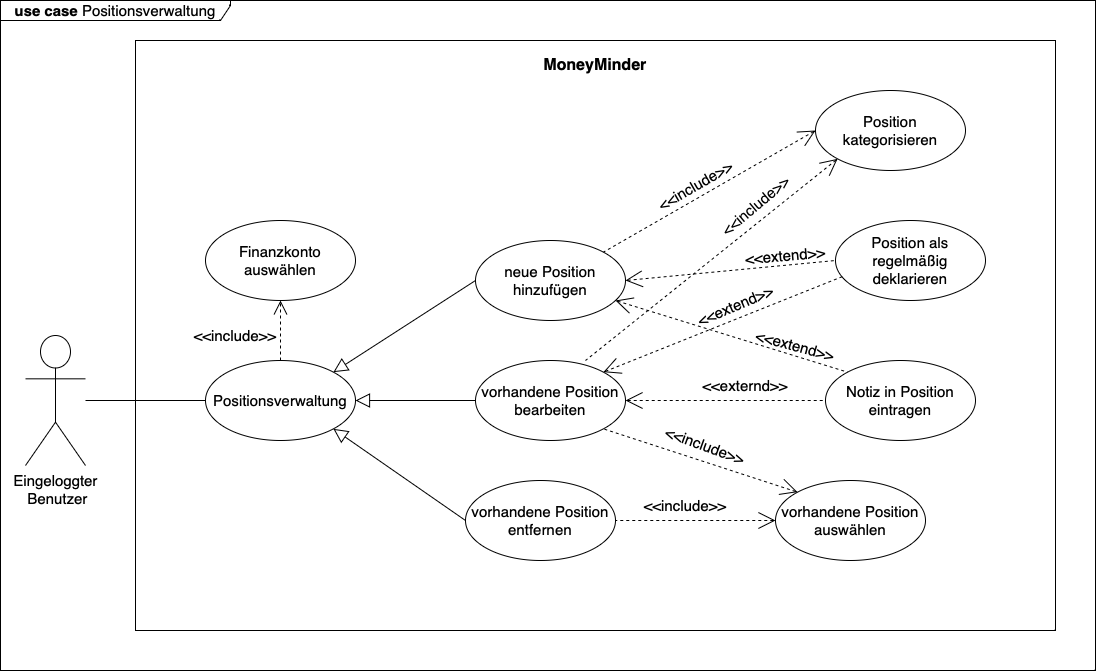 use case Positionsverwaltung
MoneyMinder
Position
kategorisieren
<<include>>
<<include>>
Finanzkonto
auswählen
neue Position
hinzufügen
<<extend>>
Position als
regelmäßig
deklarieren
<<extend>>
<<include>>
<<extend>>
Positionsverwaltung
vorhandene Position
bearbeiten
<<externd>>
Notiz in Position
eintragen
<<include>>
Eingeloggter
Benutzer
vorhandene Position
entfernen
<<include>>
vorhandene Position
auswählen